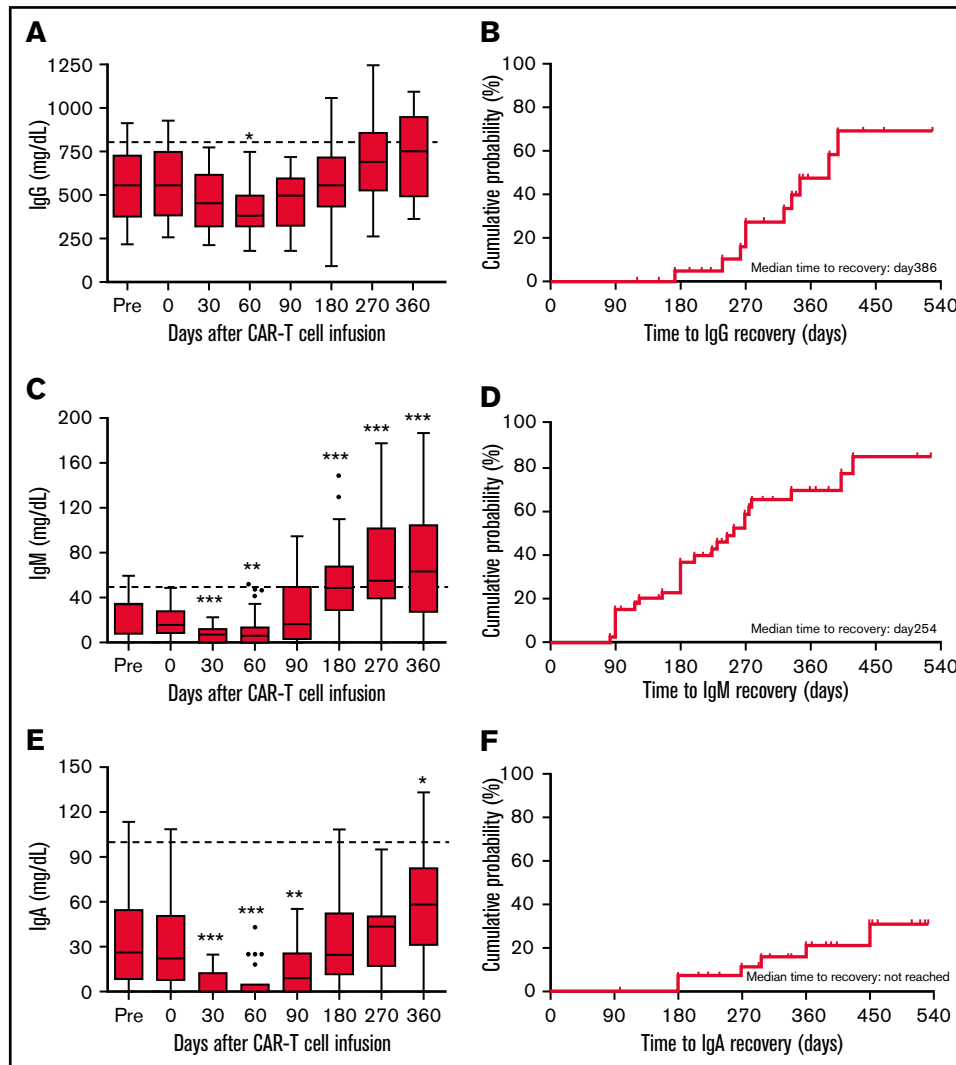 A
IgG (mg/dL)
1250
1000
750
500
250
0
*
Pre 0 30 60 90 180 270 360
Days after CAR-T cell infusion
B
Cumulative probability (%)
100
80
60
40
20
0
Median time to recovery: day386
0 90 180 270 360 450 540
Time to IgG recovery (days)
C
IgM (mg/dL)
200
160
120
80
40
0
*** ** *** *** ***
Pre 0 30 60 90 180 270 360
Days after CAR-T cell infusion
D
Cumulative probability (%)
100
80
60
40
20
0
Median time to recovery: day254
0 90 180 270 360 450 540
Time to IgM recovery (days)
E
IgA (mg/dL)
150
120
90
60
30
0
*** *** ** *
Pre 0 30 60 90 180 270 360
Days after CAR-T cell infusion
F
Cumulative probability (%)
100
80
60
40
20
0
Median time to recovery: not reached
0 90 180 270 360 450 540
Time to IgA recovery (days)